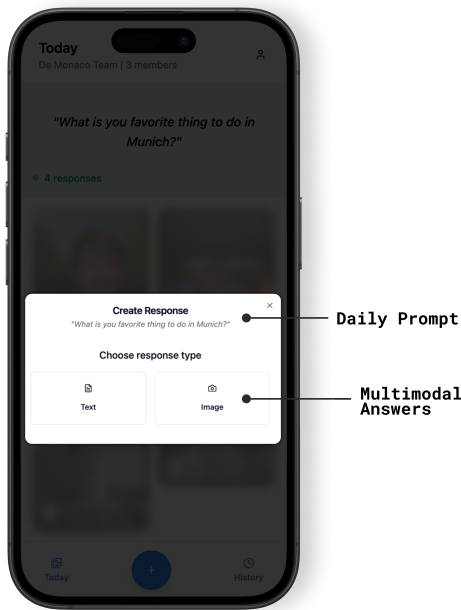 Today
De Monaco Team | 3 members
"What is you favorite thing to do in
Munich?"
4 responses
Create Response
"What is you favorite thing to do in Munich?"
Choose response type
Text
Image
Today
History
Daily Prompt
Multimodal
Answers